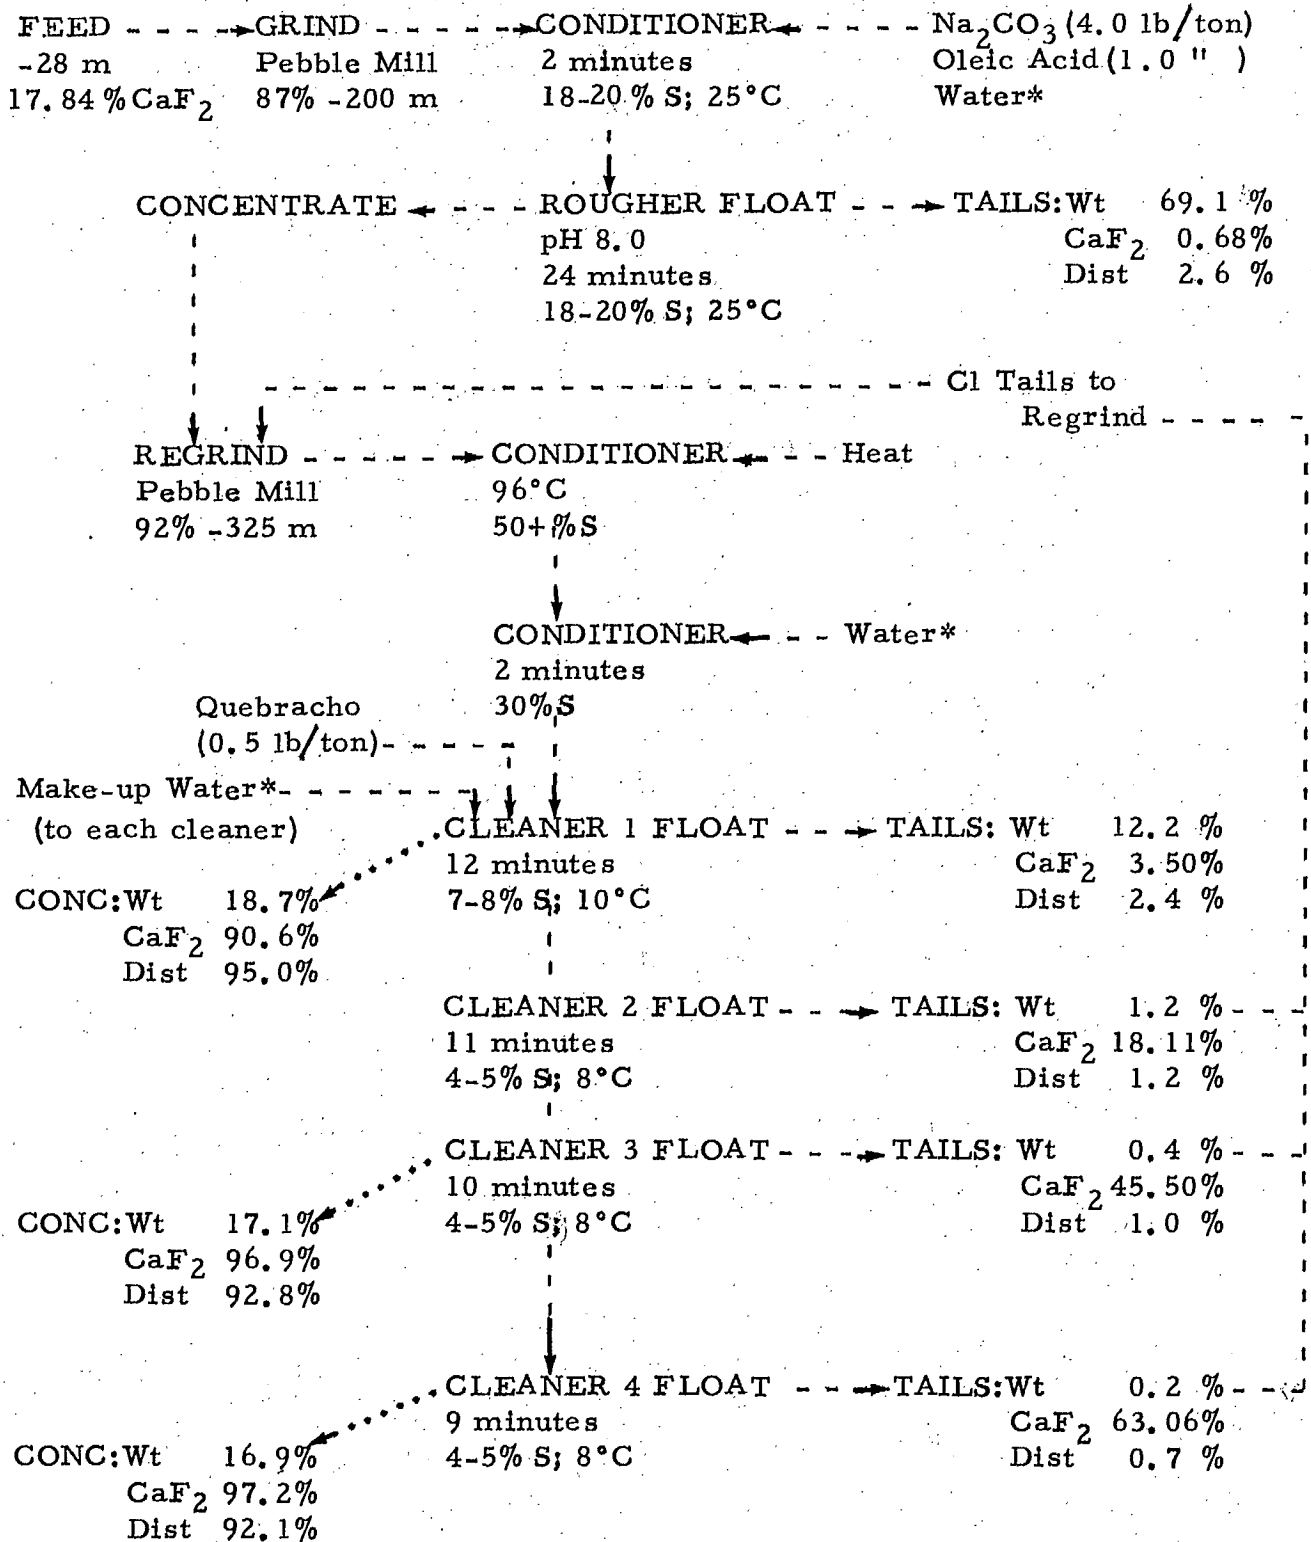 FEED GRIND CONDITIONER Na2CO3 (4.0 lb/ton)
-28 m Pebble Mill 2 minutes Oleic Acid (1.0 " )
17.84 % CaF2 87% -200 m 18-20 % S; 25°C Water*
CONCENTRATE ROUGHER FLOAT TAILS: Wt 69.1 %
pH 8.0 CaF2 0.68%
24 minutes Dist 2.6 %
18-20% S; 25°C
Cl Tails to
Regrind
REGRIND CONDITIONER Heat
Pebble Mill 96°C
92% -325 m 50+% S
CONDITIONER Water*
2 minutes
Quebracho 30% S
(0.5 lb/ton)
Make-up Water*
(to each cleaner) CLEANER 1 FLOAT TAILS: Wt 12.2 %
12 minutes CaF2 3.50%
CONC: Wt 18.7% 7-8% S; 10°C Dist 2.4 %
CaF2 90.6%
Dist 95.0%
CLEANER 2 FLOAT TAILS: Wt 1.2 %
11 minutes CaF2 18.11%
4-5% S; 8°C Dist 1.2 %
CLEANER 3 FLOAT TAILS: Wt 0.4 %
10 minutes CaF2 45.50%
CONC: Wt 17.1% 4-5% S; 8°C Dist 1.0 %
CaF2 96.9%
Dist 92.8%
CLEANER 4 FLOAT TAILS: Wt 0.2 %
9 minutes CaF2 63.06%
CONC: Wt 16.9% 4-5% S; 8°C Dist 0.7 %
CaF2 97.2%
Dist 92.1%